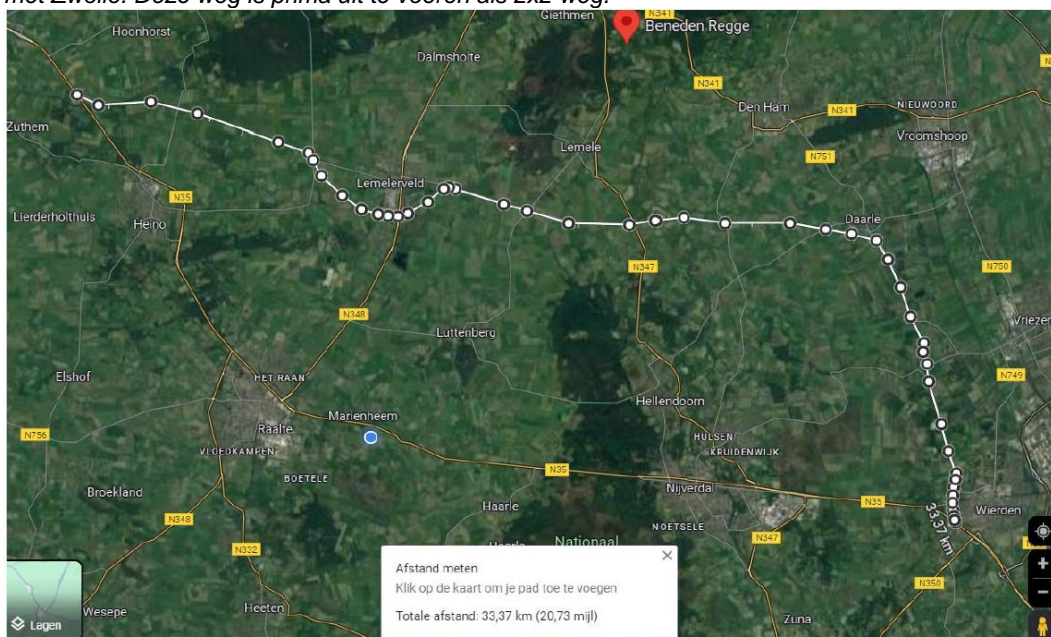 met Zwolle. Deze weg is prima uit te voeren als 2x2 weg.
Giethmen
N341
Beneden Regge
Hoonhorst
Dalmsholte
N341
Den Ham
N341
NIEUWOORD
Zuthem
Vroomshoop
Lemele
N751
Lemelerveld
N35
Lierderholthuis
Heino
Daarle
N347
N750
N348
Luttenberg
Vriezen
Elshof
HET RAAN
N749
Hellendoorn
Marienheem
N756
Raalte
HULSEN
KRUIDENWIJK
VLOEDKAMPEN
N35
BOETELE
Nijverdal
N35
Broekland
Haarle
Wierden
33,37 km
N348
NOETSELE
N347
N332
Nationaal
N350
Afstand meten
Klik op de kaart om je pad toe te voegen
Totale afstand: 33,37 km (20,73 mijl)
Wesepe
Heeten
Zuna
Lagen